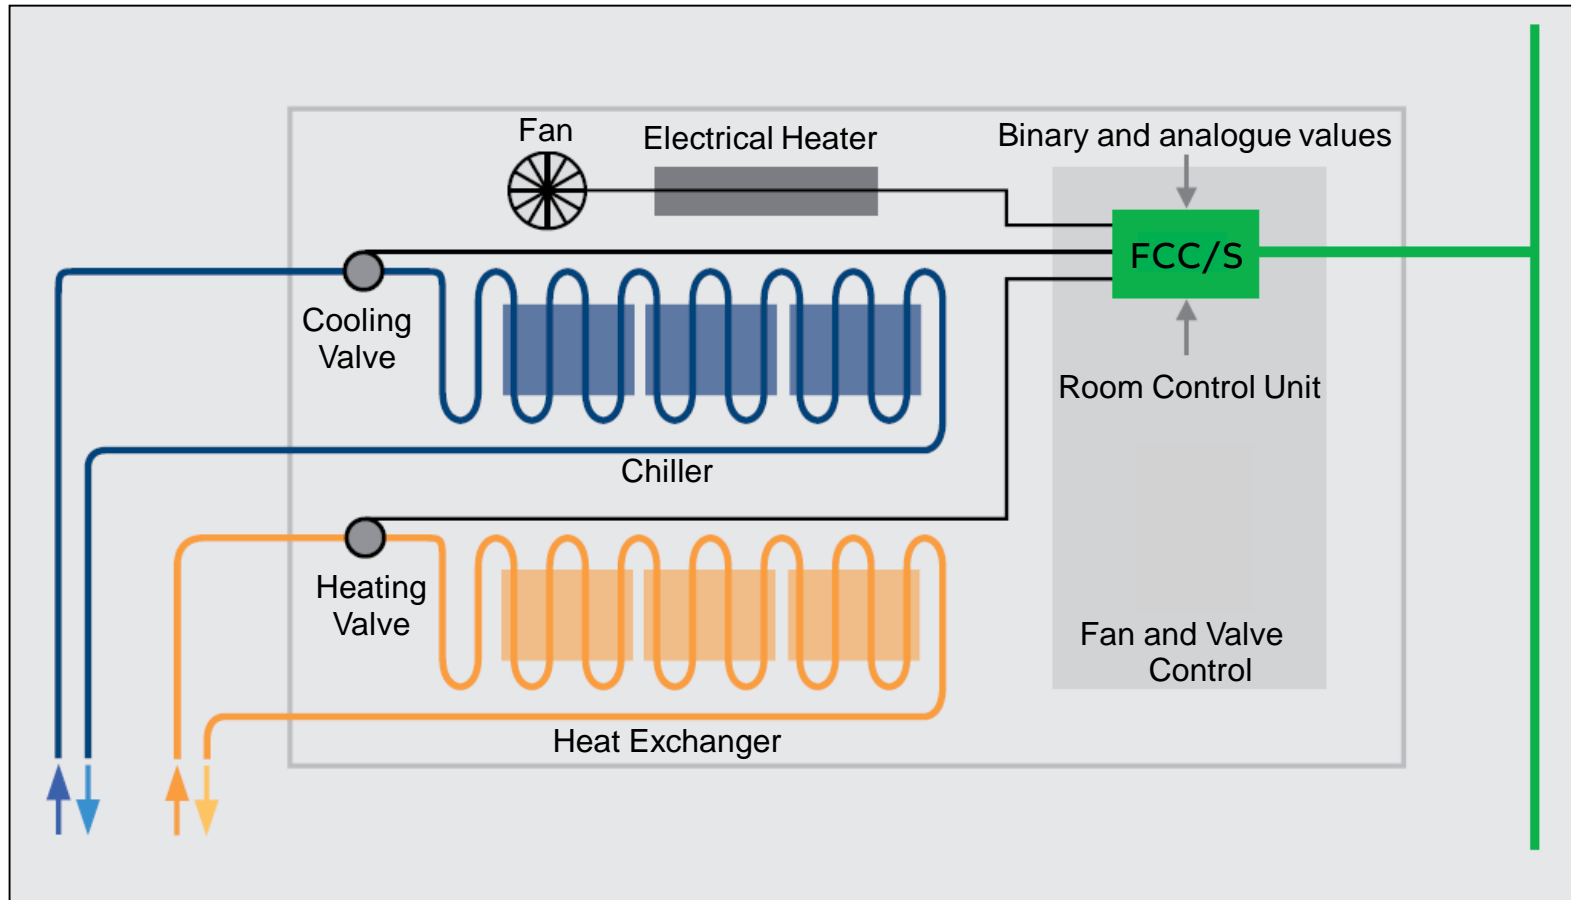 Fan
Electrical Heater
Binary and analogue values
FCC/S
Cooling
Valve
Room Control Unit
Chiller
Heating
Valve
Fan and Valve
Control
Heat Exchanger